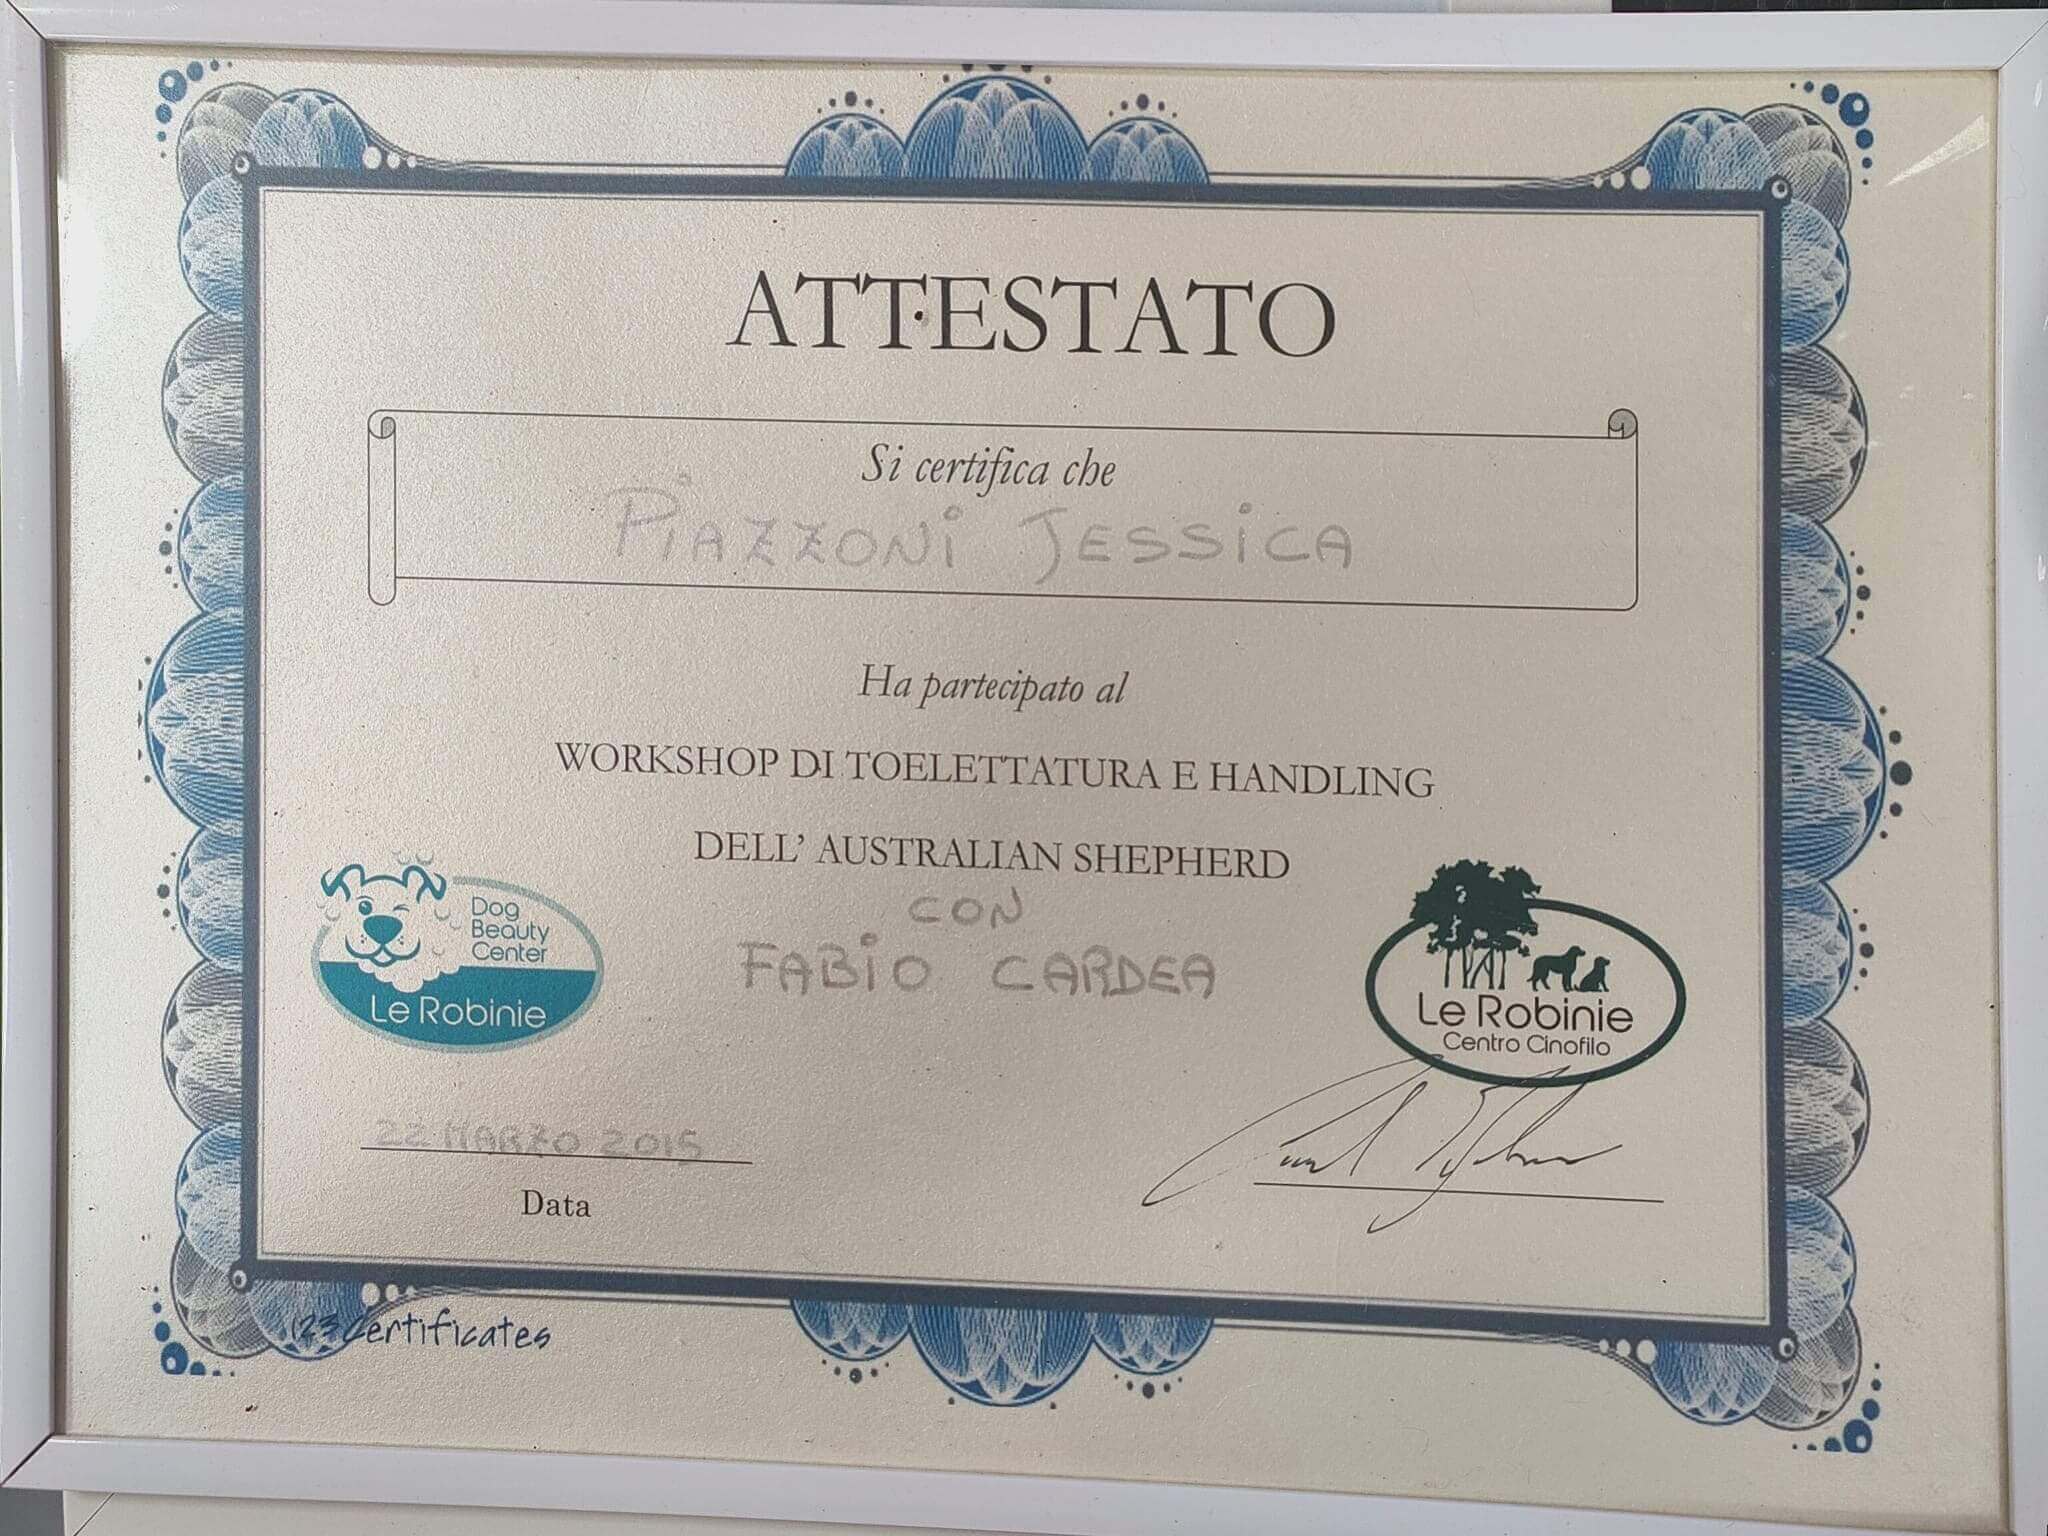 ATTESTATO
Si certifica che
PIAZZONI JESSICA
Ha partecipato al
WORKSHOP DI TOELETTATURA E HANDLING
DELL' AUSTRALIAN SHEPHERD
CON
FABIO CARDEA
Dog
Beauty
Center
Le Robinie
Le Robinie
Centro Cinofilo
22 MARZO 2015
Data
123Certificates